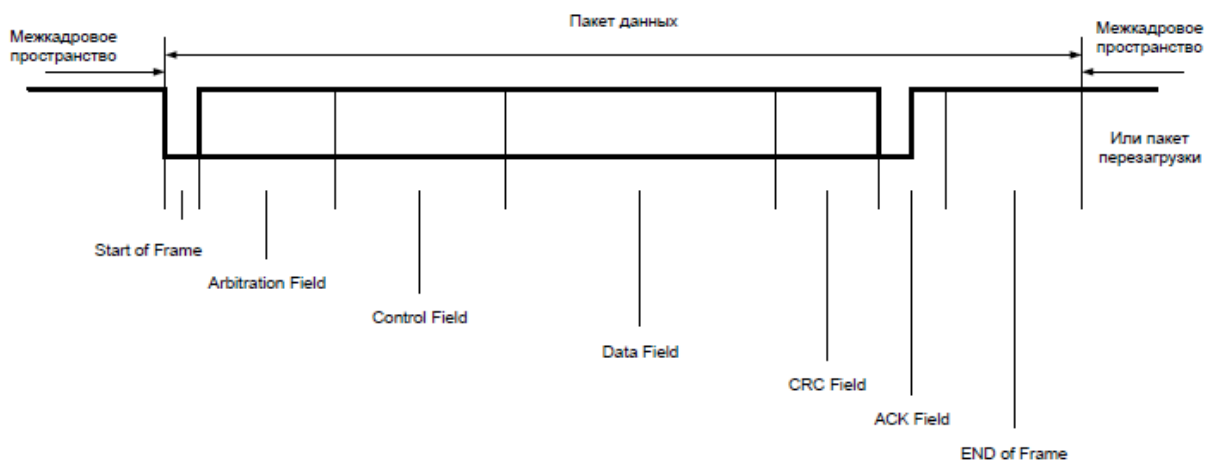 Пакет данных
Межкадровое
пространство
Межкадровое
пространство
Или пакет
перезагрузки
Start of Frame
Arbitration Field
Control Field
Data Field
CRC Field
ACK Field
END of Frame